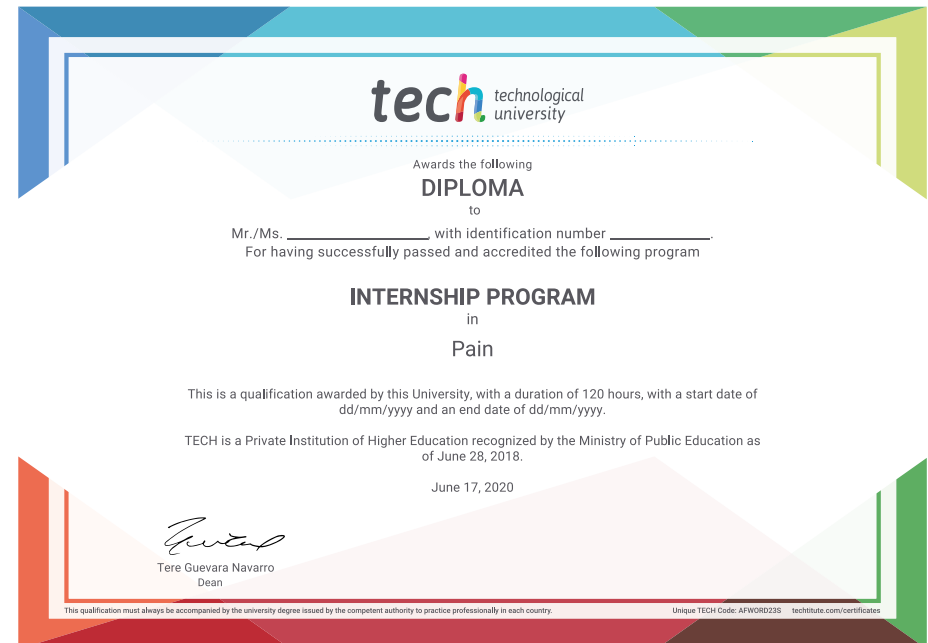 tech technological
university
Awards the following
DIPLOMA
to
Mr./Ms. ____________________, with identification number ______________.
For having successfully passed and accredited the following program
INTERNSHIP PROGRAM
in
Pain
This is a qualification awarded by this University, with a duration of 120 hours, with a start date of
dd/mm/yyyy and an end date of dd/mm/yyyy.
TECH is a Private Institution of Higher Education recognized by the Ministry of Public Education as
of June 28, 2018.
June 17, 2020
Tere Guevara Navarro
Dean
This qualification must always be accompanied by the university degree issued by the competent authority to practice professionally in each country. Unique TECH Code: AFWORD23S techtitute.com/certificates